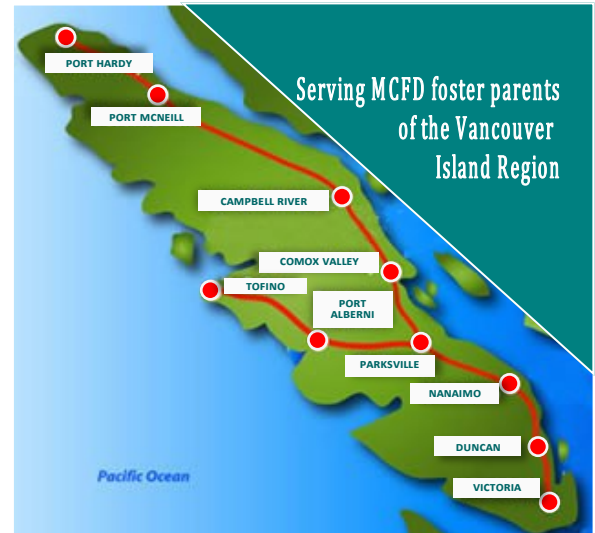 Serving MCFD foster parents
of the Vancouver
Island Region
PORT HARDY
PORT MCNEILL
CAMPBELL RIVER
COMOX VALLEY
TOFINO
PORT
ALBERNI
PARKSVILLE
NANAIMO
DUNCAN
VICTORIA
Pacific Ocean